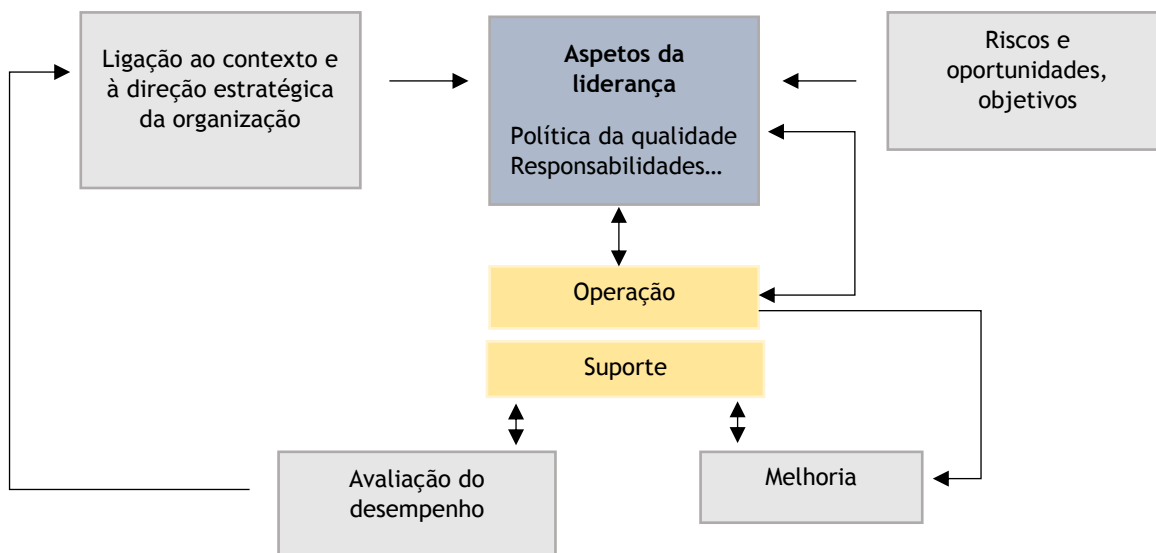 Ligação ao contexto e
à direção estratégica
da organização
Aspetos da
liderança
Política da qualidade
Responsabilidades…
Riscos e
oportunidades,
objetivos
Operação
Suporte
Avaliação do
desempenho
Melhoria